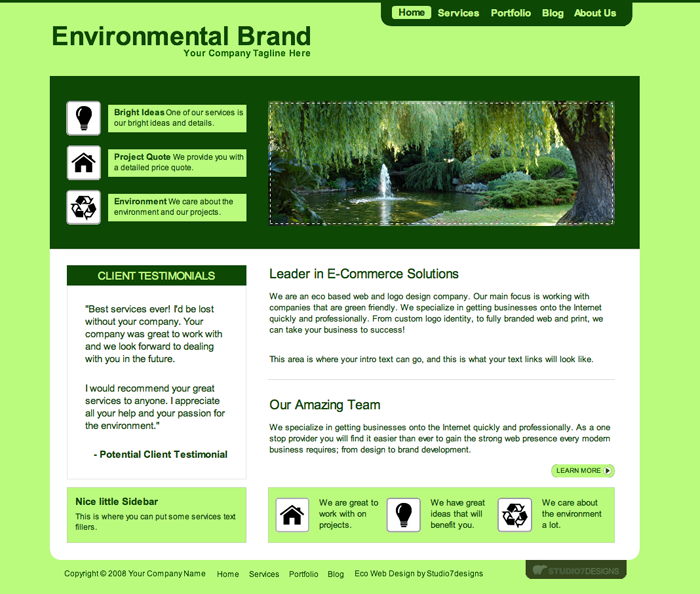 Home Services Portfolio Blog About Us
Environmental Brand
Your Company Tagline Here
Bright Ideas One of our services is
our bright ideas and details.
Project Quote We provide you with
a detailed price quote.
Environment We care about the
environment and our projects.
CLIENT TESTIMONIALS
"Best services ever! I'd be lost
without your company. Your
company was great to work with
and we look forward to dealing
with you in the future.
I would recommend your great
services to anyone. I appreciate
all your help and your passion for
the environment."
- Potential Client Testimonial
Nice little Sidebar
This is where you can put some services text
fillers.
Leader in E-Commerce Solutions
We are an eco based web and logo design company. Our main focus is working with
companies that are green friendly. We specialize in getting businesses onto the Internet
quickly and professionally. From custom logo identity, to fully branded web and print, we
can take your business to success!
This area is where your intro text can go, and this is what your text links will look like.
Our Amazing Team
We specialize in getting businesses onto the Internet quickly and professionally. As a one
stop provider you will find it easier than ever to gain the strong web presence every modern
business requires; from design to brand development.
LEARN MORE
We are great to
work with on
projects.
We have great
ideas that will
benefit you.
We care about
the environment
a lot.
Copyright © 2008 Your Company Name Home Services Portfolio Blog Eco Web Design by Studio7designs
STUDIO7DESIGNS